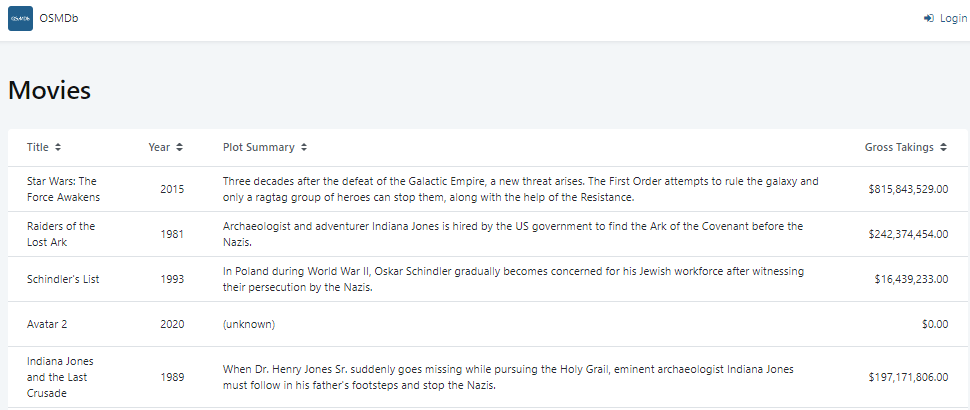 OSMDb OSMDb Login
Movies
Title Year Plot Summary Gross Takings
Star Wars: The
Force Awakens
2015
Three decades after the defeat of the Galactic Empire, a new threat arises. The First Order attempts to rule the galaxy and
only a ragtag group of heroes can stop them, along with the help of the Resistance.
$815,843,529.00
Raiders of the
Lost Ark
1981
Archaeologist and adventurer Indiana Jones is hired by the US government to find the Ark of the Covenant before the
Nazis.
$242,374,454.00
Schindler's List
1993
In Poland during World War II, Oskar Schindler gradually becomes concerned for his Jewish workforce after witnessing
their persecution by the Nazis.
$16,439,233.00
Avatar 2 2020 (unknown) $0.00
Indiana Jones
and the Last
Crusade
1989
When Dr. Henry Jones Sr. suddenly goes missing while pursuing the Holy Grail, eminent archaeologist Indiana Jones
must follow in his father's footsteps and stop the Nazis.
$197,171,806.00